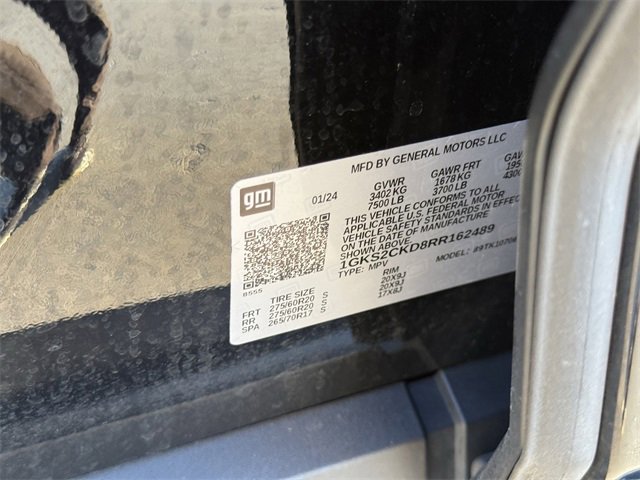 gm
01/24
MFD BY GENERAL MOTORS LLC
GVWR GAWR FRT
3402 KG 1678 KG
7500 LB 3700 LB
THIS VEHICLE CONFORMS TO ALL
APPLICABLE U.S. FEDERAL MOTOR
VEHICLE SAFETY STANDARDS IN EFFECT
ON THE DATE OF MANUFACTURE
SHOWN ABOVE
1GKS2CKD8RR162489
TYPE: MPV MODEL:
8555
TIRE SIZE RIM
FRT 275/60R20 S 20X9J
RR 275/60R20 S 20X9J
SPA 265/70R17 S 17X8J